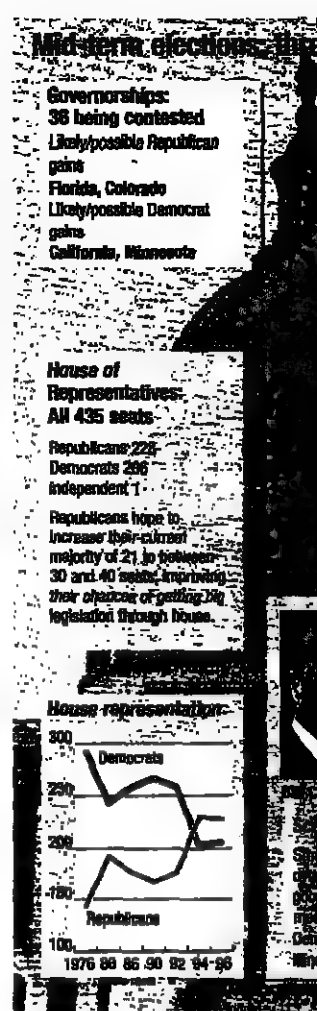 Mid-term elections,
Governorships:
36 being contested
Likely/possible Republican
gains
Florida, Colorado
Likely/possible Democrat
gains
California, Minnesota
House of
Representatives:
All 435 seats
Republicans 228
Democrats 206
Independent 1
Republicans hope to
increase their current
majority of 21 to between
30 and 40 seats, improving
their chances of getting big
legislation through house.
House representation
300
Democrats
250
200
150
Republicans
100
1976 80 86 90 92 94 96